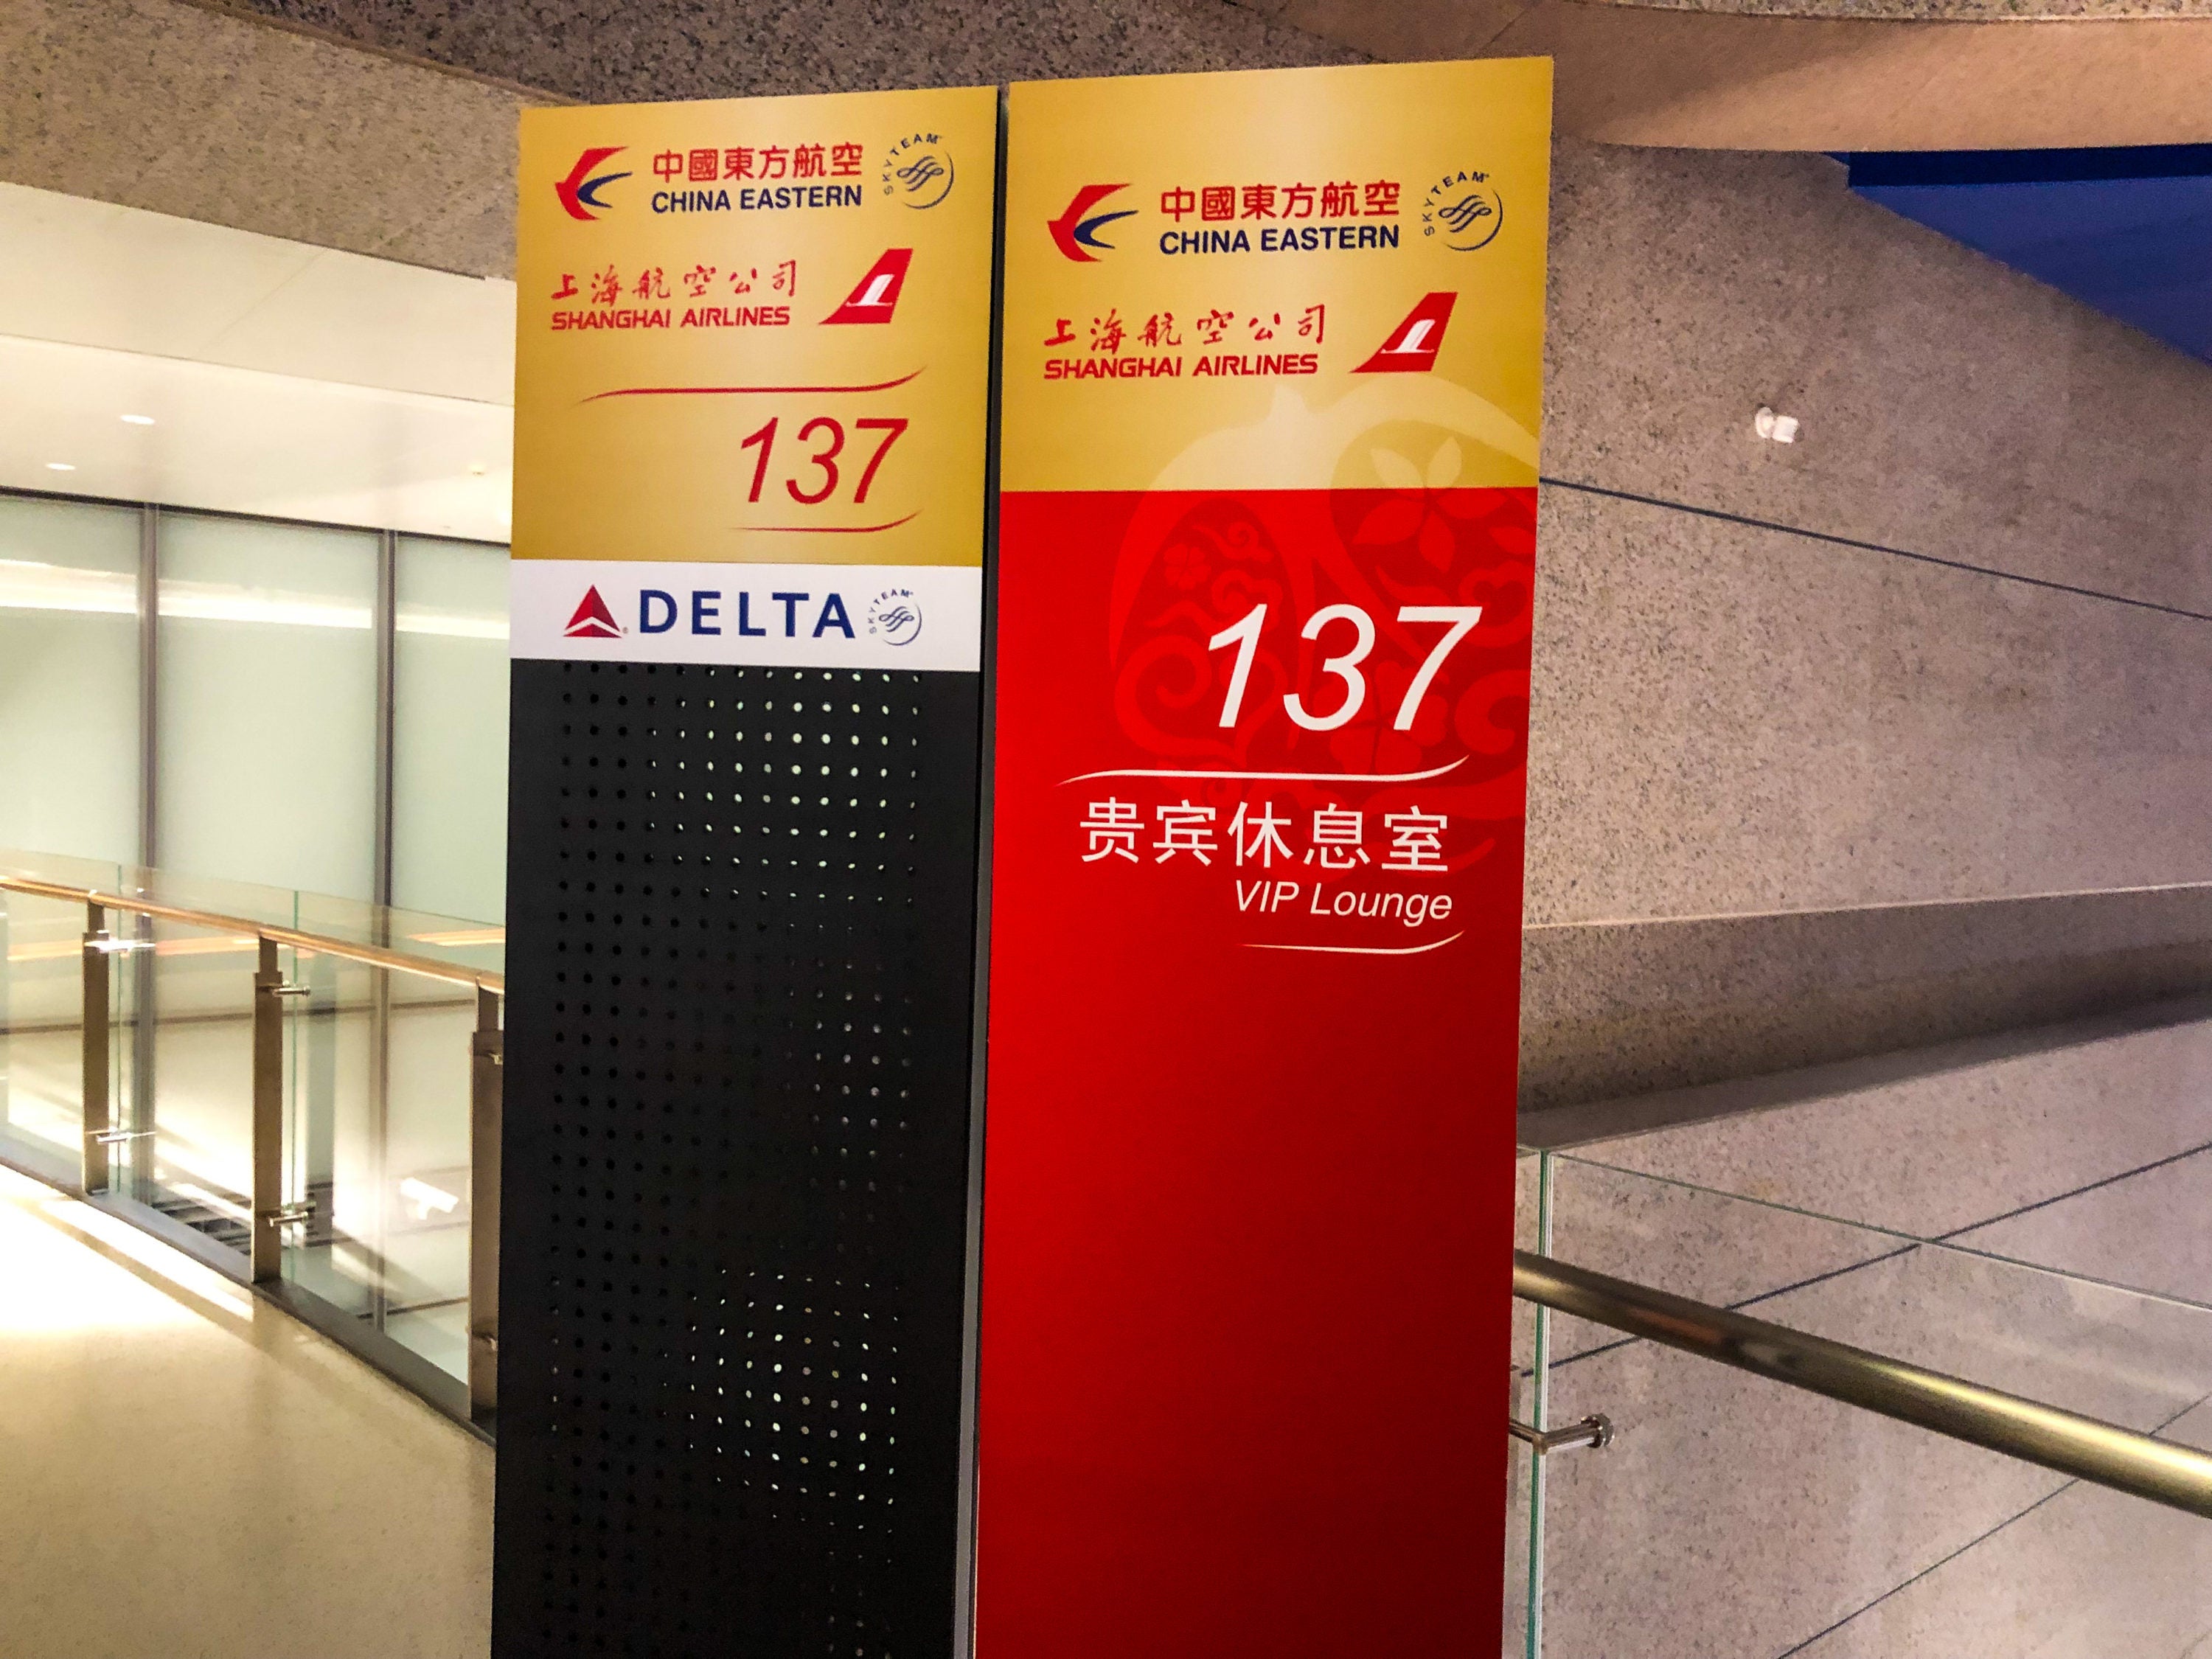 中國東方航空
CHINA EASTERN
SKYTEAM
上海航空公司
SHANGHAI AIRLINES
137
DELTA
SKYTEAM
中國東方航空
CHINA EASTERN
SKYTEAM
上海航空公司
SHANGHAI AIRLINES
137
贵宾休息室
VIP Lounge